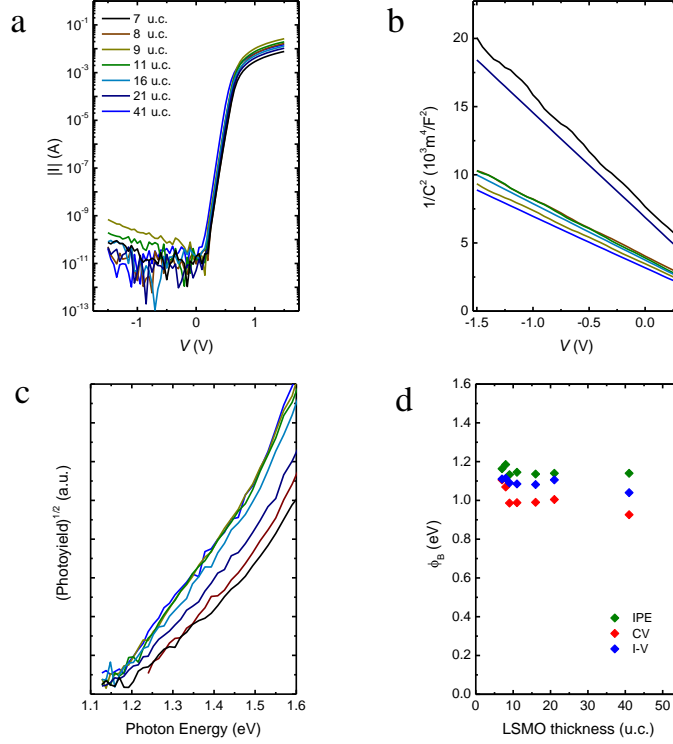 a
|I| (A)
10^-1
10^-3
10^-5
10^-7
10^-9
10^-11
10^-13
7 u.c.
8 u.c.
9 u.c.
11 u.c.
16 u.c.
21 u.c.
41 u.c.
-1 0 1
V (V)
b
1/C^2 (10^3m^4/F^2)
20
15
10
5
0
-1.5 -1.0 -0.5 0.0
V (V)
c
(Photoyield)^1/2 (a.u.)
1.1 1.2 1.3 1.4 1.5 1.6
Photon Energy (eV)
d
ϕB (eV)
1.6
1.4
1.2
1.0
0.8
0.6
0.4
0.2
0.0
IPE
CV
I-V
0 10 20 30 40 50
LSMO thickness (u.c.)